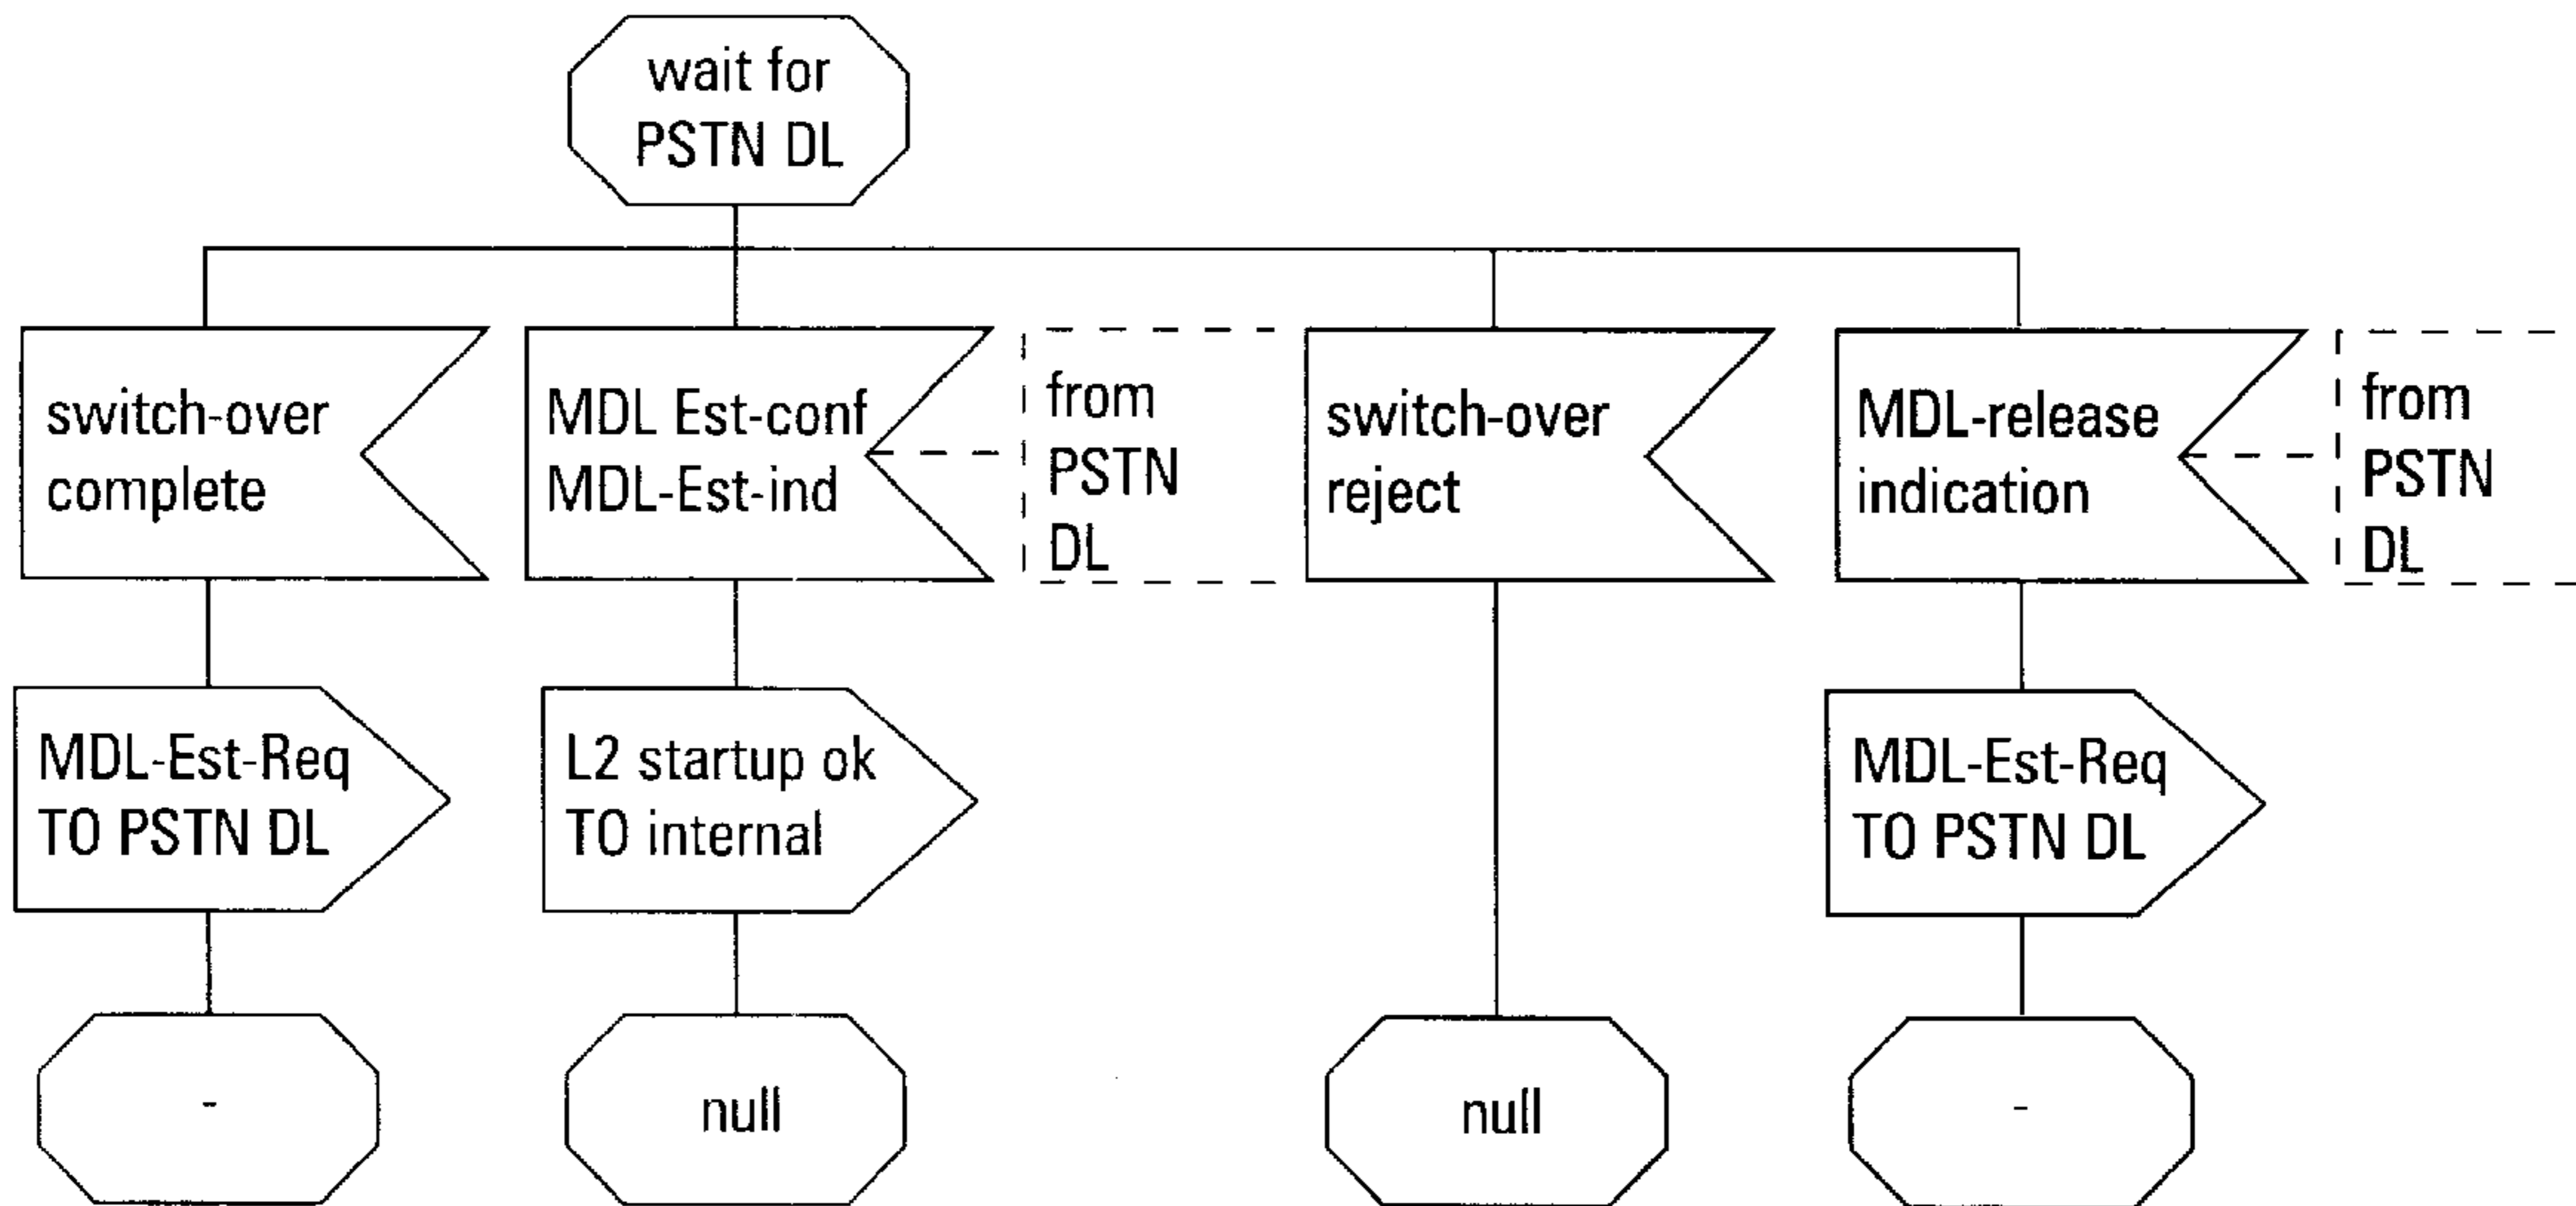 wait for
PSTN DL
switch-over
complete
MDL Est-conf
MDL-Est-ind
from
PSTN
DL
switch-over
reject
MDL-release
indication
from
PSTN
DL
MDL-Est-Req
TO PSTN DL
L2 startup ok
TO internal
MDL-Est-Req
TO PSTN DL
-
null
null
-